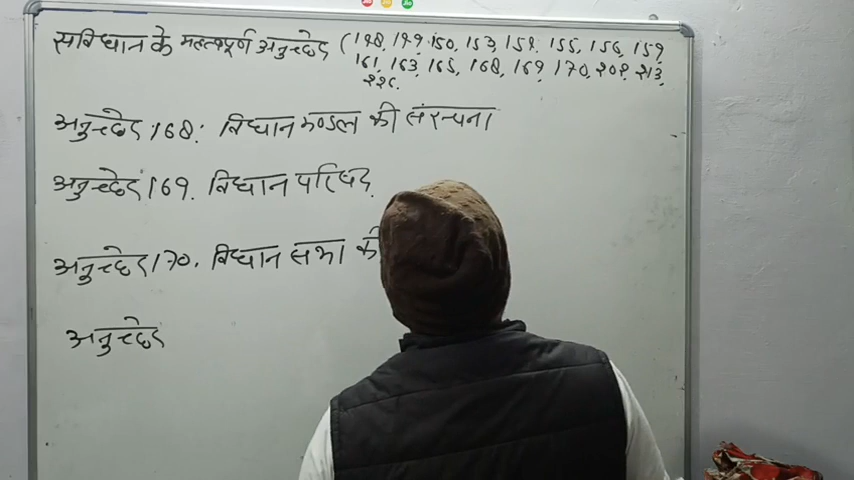 संविधान के महत्वपूर्ण अनुच्छेद (148, 149, 150, 153, 154, 155, 156, 159,
161, 163, 165, 168, 169, 170, 202, 213,
226.
अनुच्छेद 168: विधान मण्डल की संरचना
अनुच्छेद 169. विधान परिषद
अनुच्छेद 170. विधान सभा की
अनुच्छेद